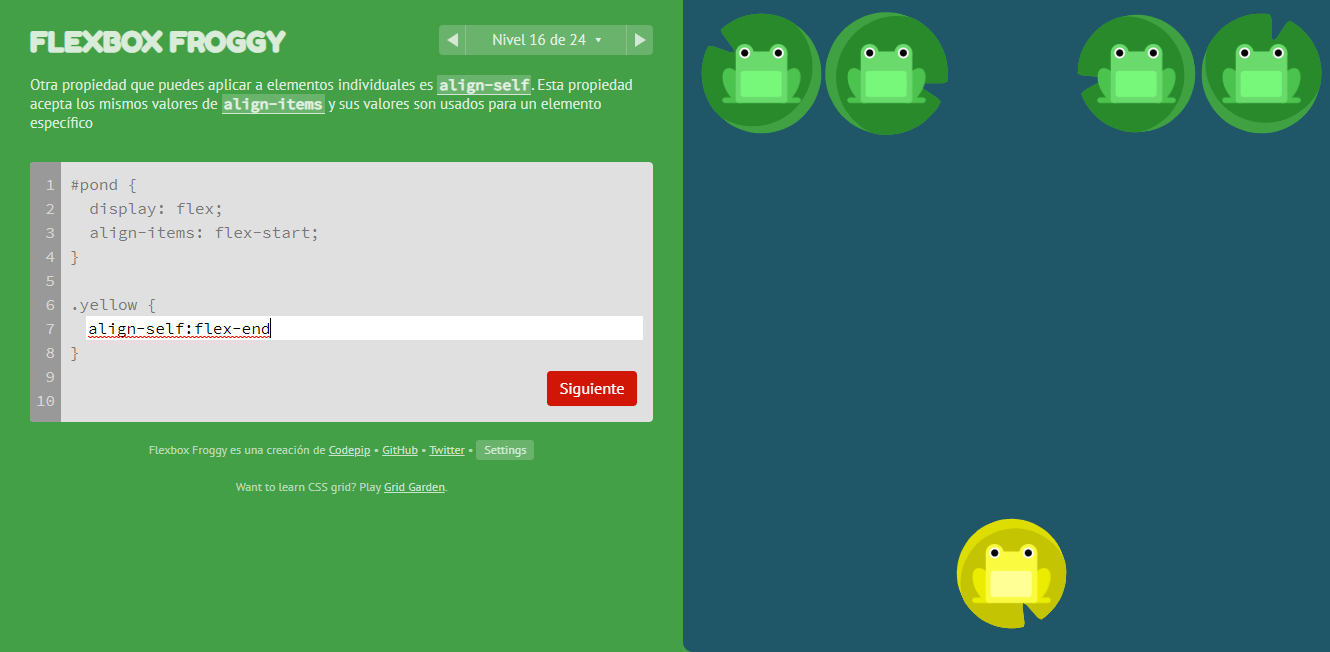 FLEXBOX FROGGY
Nivel 16 de 24
Otra propiedad que puedes aplicar a elementos individuales es align-self. Esta propiedad
acepta los mismos valores de align-items y sus valores son usados para un elemento
específico
1 #pond {
2 display: flex;
3 align-items: flex-start;
4 }
5
6 .yellow {
7 align-self:flex-end
8 }
9
10
Siguiente
Flexbox Froggy es una creación de Codepip • GitHub • Twitter • Settings
Want to learn CSS grid? Play Grid Garden.